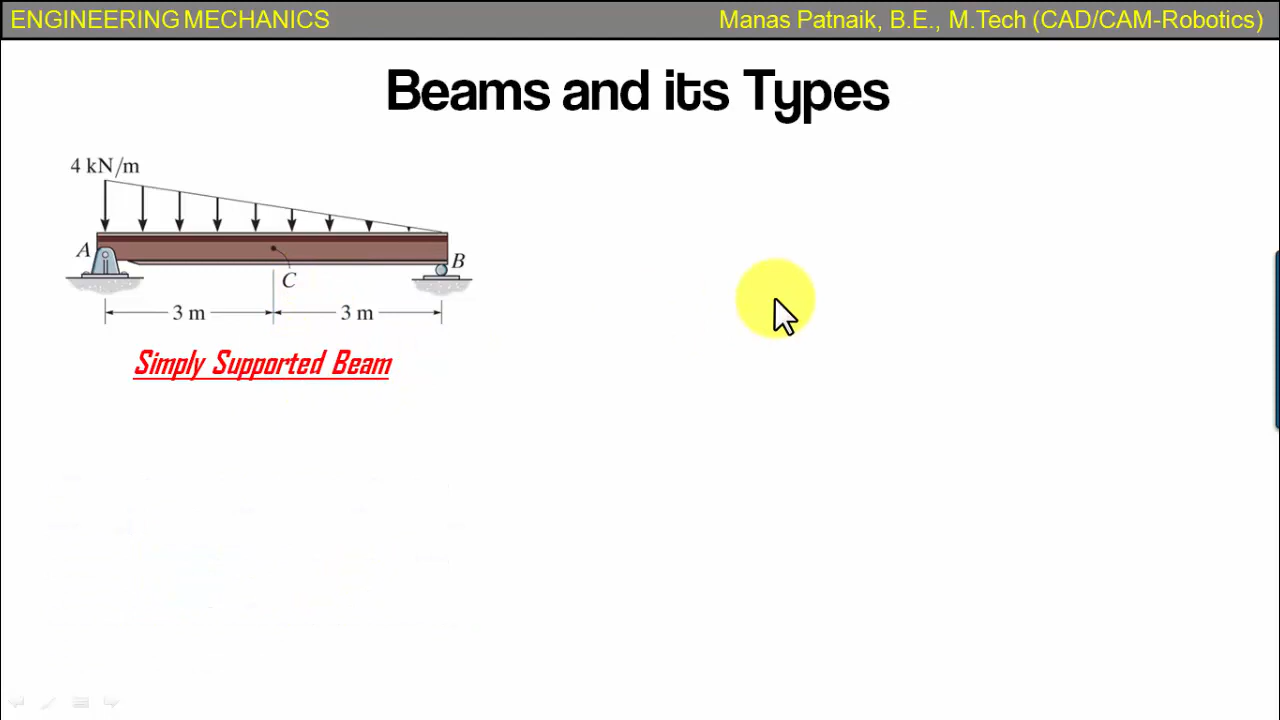 ENGINEERING MECHANICS
Manas Patnaik, B.E., M.Tech (CAD/CAM-Robotics)
Beams and its Types
4 kN/m
A
B
C
3 m
3 m
Simply Supported Beam